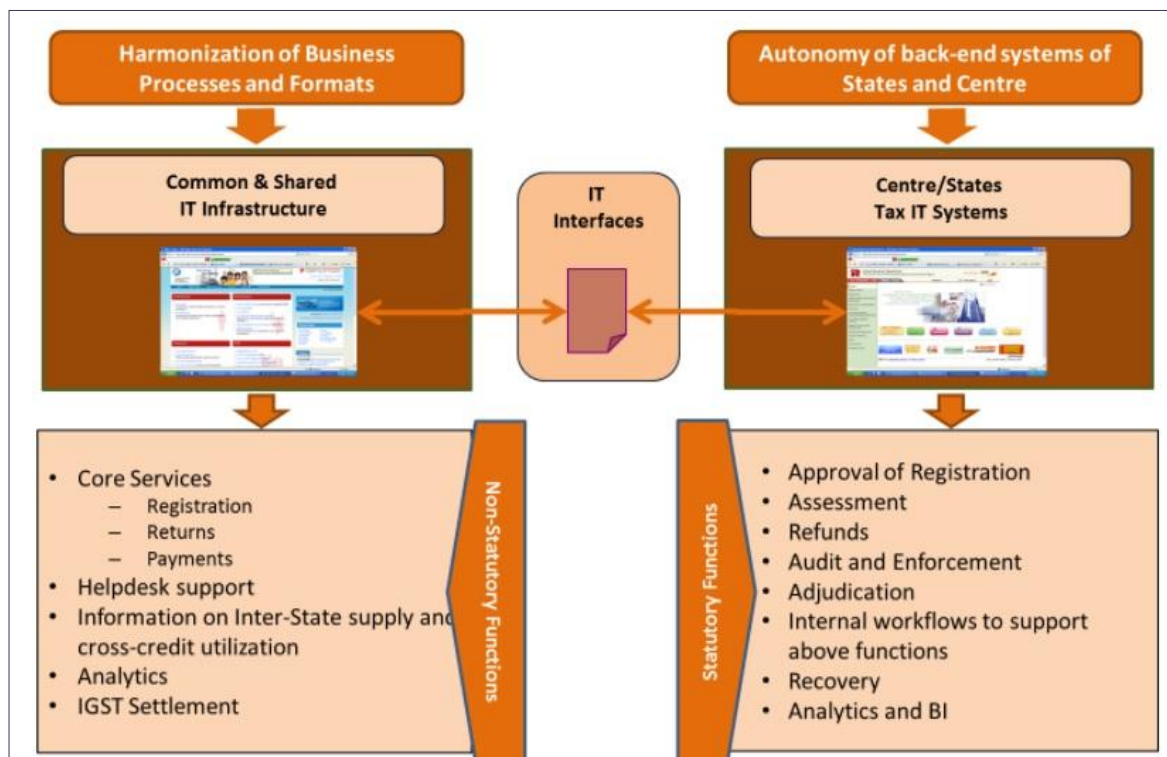 Harmonization of Business
Processes and Formats
Autonomy of back-end systems of
States and Centre
Common & Shared
IT Infrastructure
IT
Interfaces
Centre/States
Tax IT Systems
• Core Services
– Registration
– Returns
– Payments
• Helpdesk support
• Information on Inter-State supply and
cross-credit utilization
• Analytics
• IGST Settlement
Non-Statutory Functions
Statutory Functions
• Approval of Registration
• Assessment
• Refunds
• Audit and Enforcement
• Adjudication
• Internal workflows to support
above functions
• Recovery
• Analytics and BI